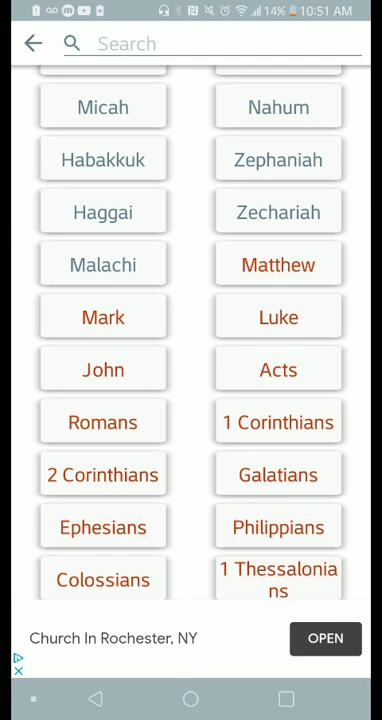 14% 10:51 AM
Search
Micah
Nahum
Habakkuk
Zephaniah
Haggai
Zechariah
Malachi
Matthew
Mark
Luke
John
Acts
Romans
1 Corinthians
2 Corinthians
Galatians
Ephesians
Philippians
Colossians
1 Thessalonia
ns
Church In Rochester, NY
OPEN